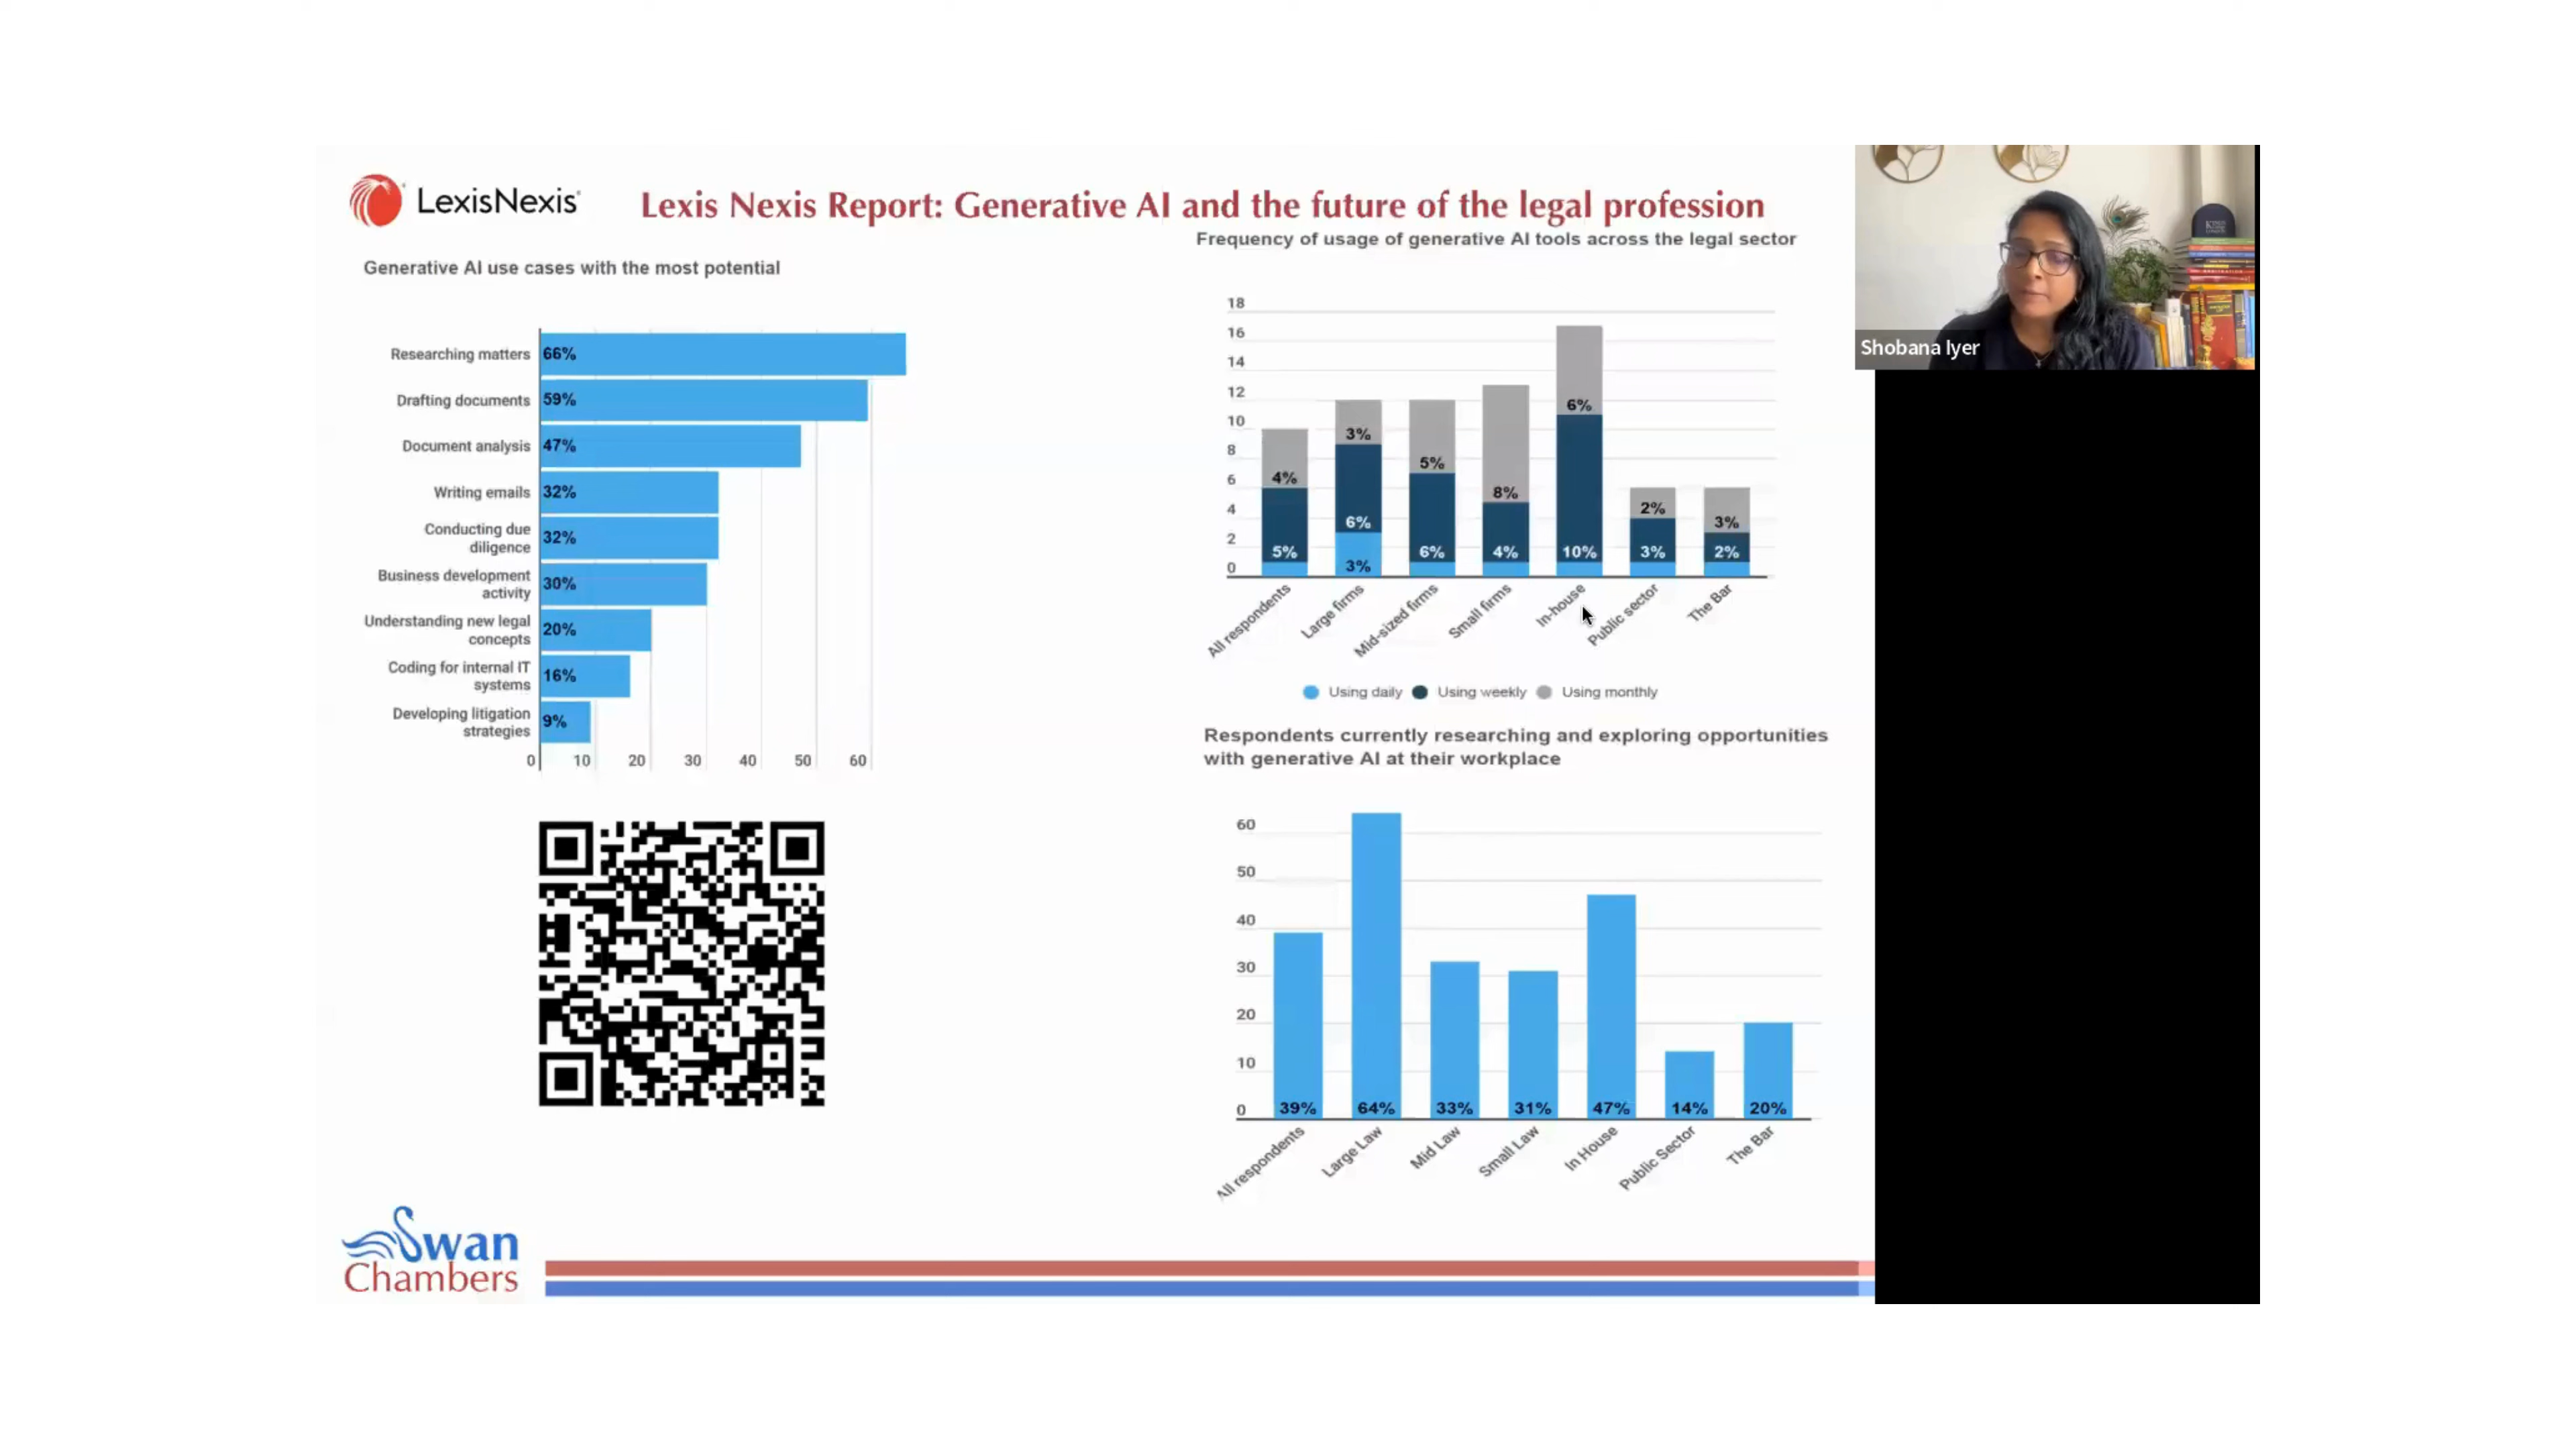 LexisNexis
Lexis Nexis Report: Generative AI and the future of the legal profession
Generative AI use cases with the most potential
Researching matters 66%
Drafting documents 59%
Document analysis 47%
Writing emails 32%
Conducting due
diligence 32%
Business development
activity 30%
Understanding new legal
concepts 20%
Coding for internal IT
systems 16%
Developing litigation
strategies 9%
0 10 20 30 40 50 60
Frequency of usage of generative AI tools across the legal sector
18
16
14
12
10
8
6
4
2
0
4% 5%
3% 6% 3%
5% 6%
8% 4%
6% 10%
2% 3%
3% 2%
All respondents
Large firms
Mid-sized firms
Small firms
In-house
Public sector
The Bar
Using daily Using weekly Using monthly
Respondents currently researching and exploring opportunities
with generative AI at their workplace
60
50
40
30
20
10
0
39% 64% 33% 31% 47% 14% 20%
All respondents
Large Law
Mid Law
Small Law
In House
Public Sector
The Bar
Swan
Chambers
Shobana Iyer